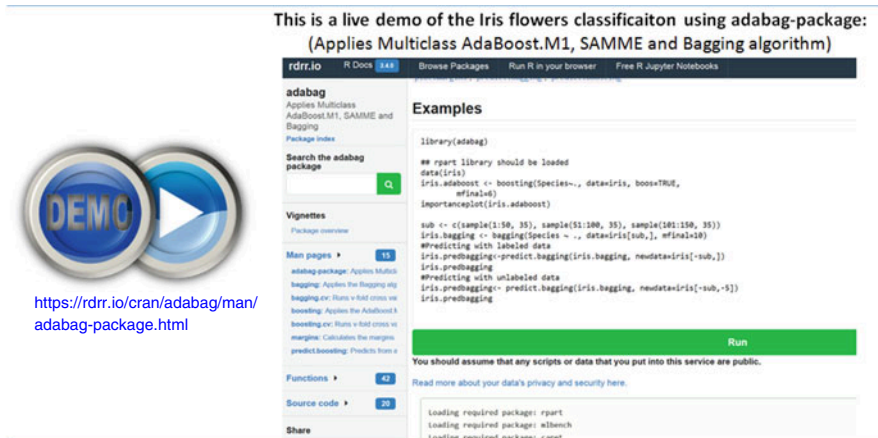 This is a live demo of the Iris flowers classificaiton using adabag-package:
(Applies Multiclass AdaBoost.M1, SAMME and Bagging algorithm)
rdrr.io R Docs 3.4.0 Browse Packages Run R in your browser Free R Jupyter Notebooks
adabag
Applies Multiclass
AdaBoost.M1, SAMME and
Bagging
Package index
Search the adabag
package
Vignettes
Package overview
Man pages 15
adabag-package: Applies Multicla
bagging: Applies the Bagging alg
bagging.cv: Runs v-fold cross va
boosting: Applies the AdaBoost.M
boosting.cv: Runs v-fold cross va
margins: Calculates the margins
predict.boosting: Predicts from a
Functions 42
Source code 20
Share
Examples
library(adabag)
## rpart library should be loaded
data(iris)
iris.adaboost <- boosting(Species~., data=iris, boos=TRUE,
mfinal=6)
importanceplot(iris.adaboost)
sub <- c(sample(1:50, 35), sample(51:100, 35), sample(101:150, 35))
iris.bagging <- bagging(Species ~ ., data=iris[sub,], mfinal=10)
#Predicting with labeled data
iris.predbagging<-predict.bagging(iris.bagging, newdata=iris[-sub,])
iris.predbagging
#Predicting with unlabeled data
iris.predbagging<- predict.bagging(iris.bagging, newdata=iris[-sub,-5])
iris.predbagging
Run
You should assume that any scripts or data that you put into this service are public.
Read more about your data's privacy and security here.
Loading required package: rpart
Loading required package: mlbench
Loading required package: caret
DEMO
https://rdrr.io/cran/adabag/man/
adabag-package.html